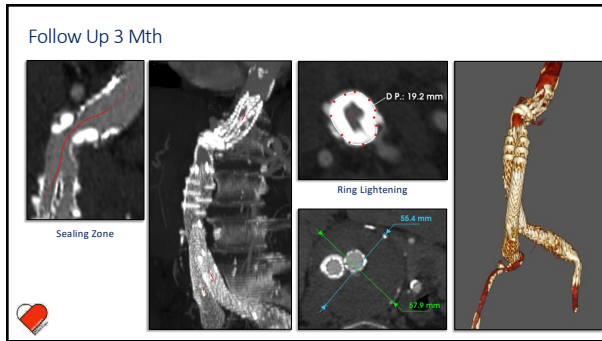 Follow Up 3 Mth
D P.: 19.2 mm
Ring Lightening
Sealing Zone
55.4 mm
57.9 mm